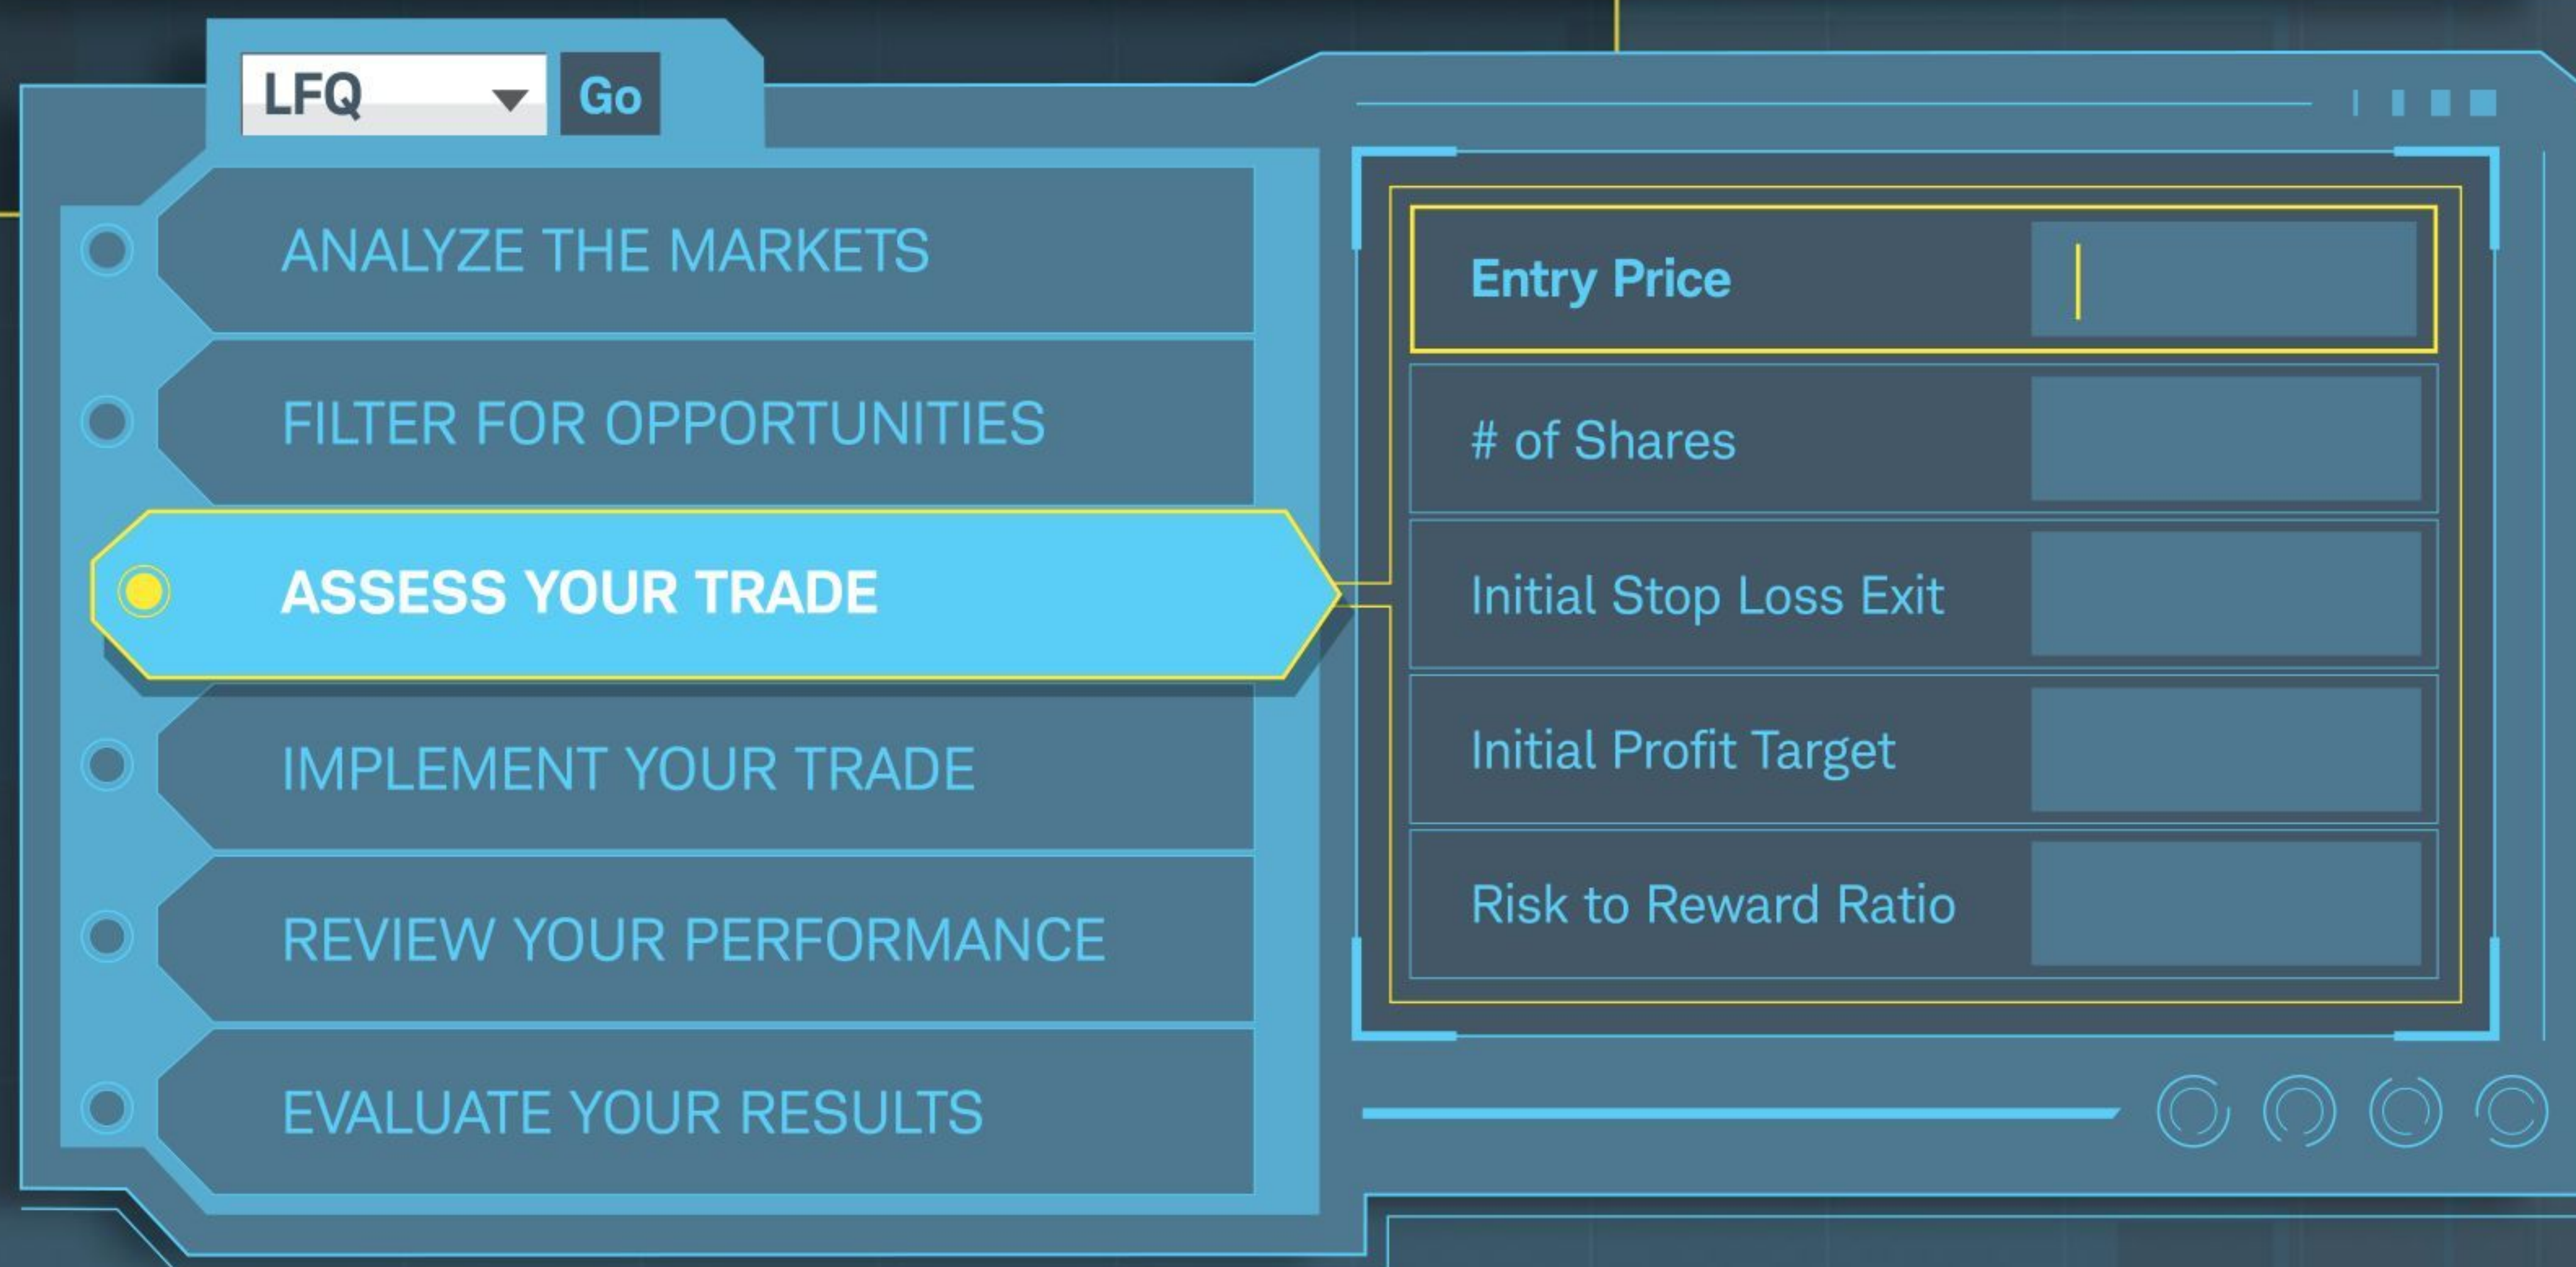 LFQ
Go
ANALYZE THE MARKETS
FILTER FOR OPPORTUNITIES
ASSESS YOUR TRADE
IMPLEMENT YOUR TRADE
REVIEW YOUR PERFORMANCE
EVALUATE YOUR RESULTS
Entry Price
# of Shares
Initial Stop Loss Exit
Initial Profit Target
Risk to Reward Ratio